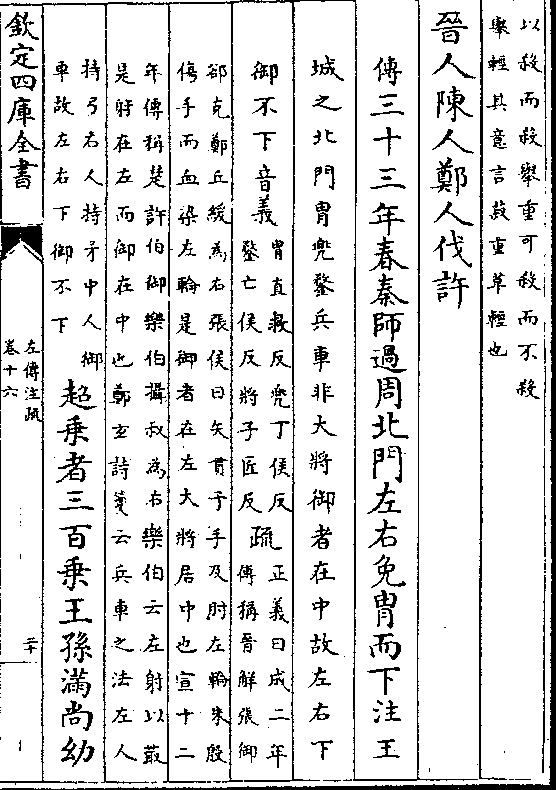 以殺而殺舉重可殺而不殺
舉輕其意言菽重草輕也
晉人陳人鄭人伐許
傳三十三年春秦師過周北門左右免胄而下注王
城之北門胄兜鍪兵車非大將御者在中故左右下
御不下音義胄直救反兜丁侯反
鍪亡侯反將子匠反疏正義曰成二年
傳稱晉解張御
郤克鄭丘緩為右張侯曰矢貫于手及肘左輪朱殷
傷手而血染左輪是御者在左大將居中也宣十二
年傳稱楚許伯御樂伯攝叔為右樂伯云左射以菆
是射在左而御在中也鄭玄詩箋云兵車之法左人
持弓右人持矛中人御
車故左右下御不下超乗者三百乗王孫滿尚幼
欽定四庫全書
左傳注疏
卷十六
二十